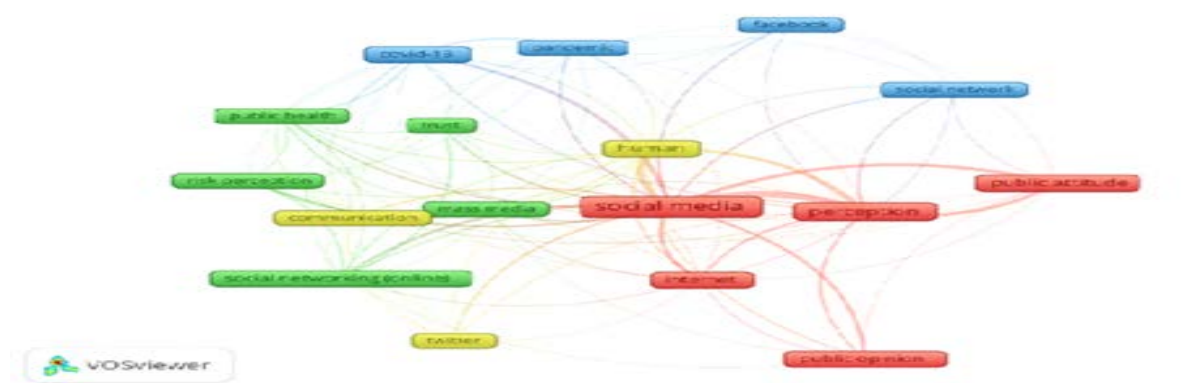 facebook
pandemic
covid-19
social network
public health
trust
human
risk perception
public attitude
social media
mass media
perception
communication
social networking (online)
internet
twitter
public opinion
VOSviewer